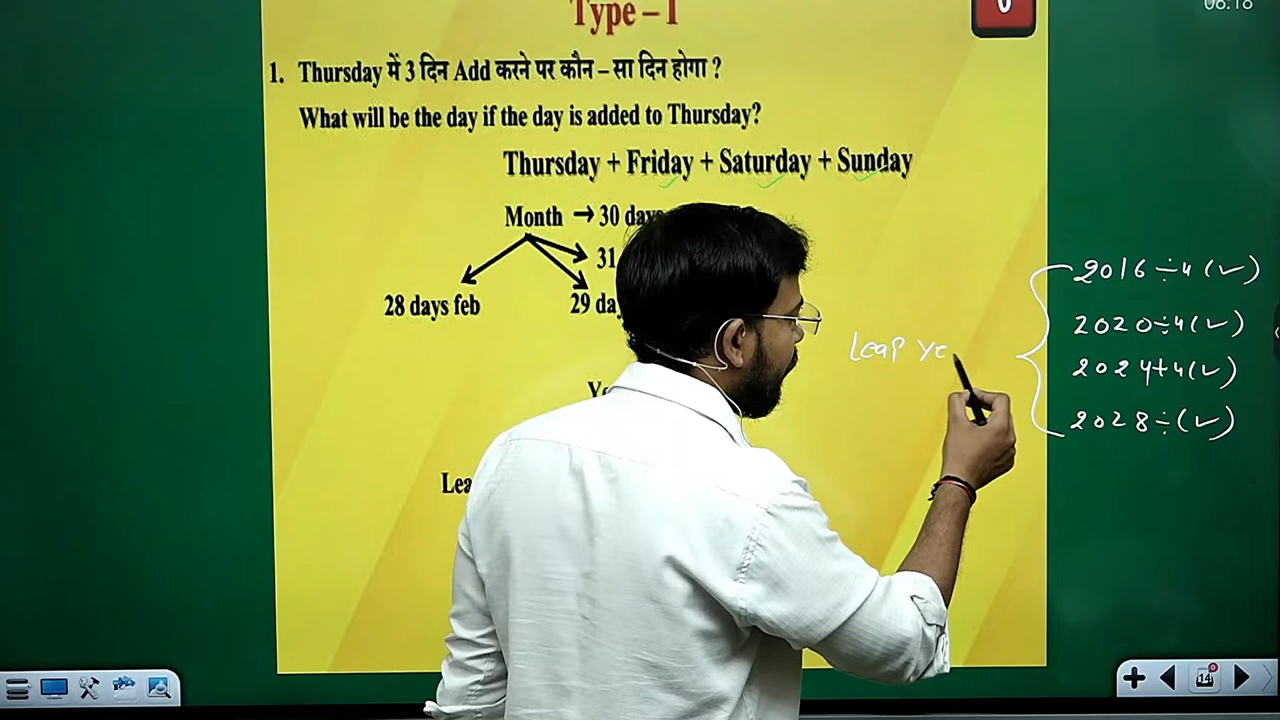 Type – I
6
1. Thursday में 3 दिन Add करने पर कौन – सा दिन होगा ?
What will be the day if the day is added to Thursday?
Thursday + Friday + Saturday + Sunday
Month → 30 days
31
28 days feb
29 da
Leap Ye
2016 ÷ 4 (✓)
2020 ÷ 4 (✓)
2024 ÷ 4 (✓)
2028 ÷ (✓)
Lea
14